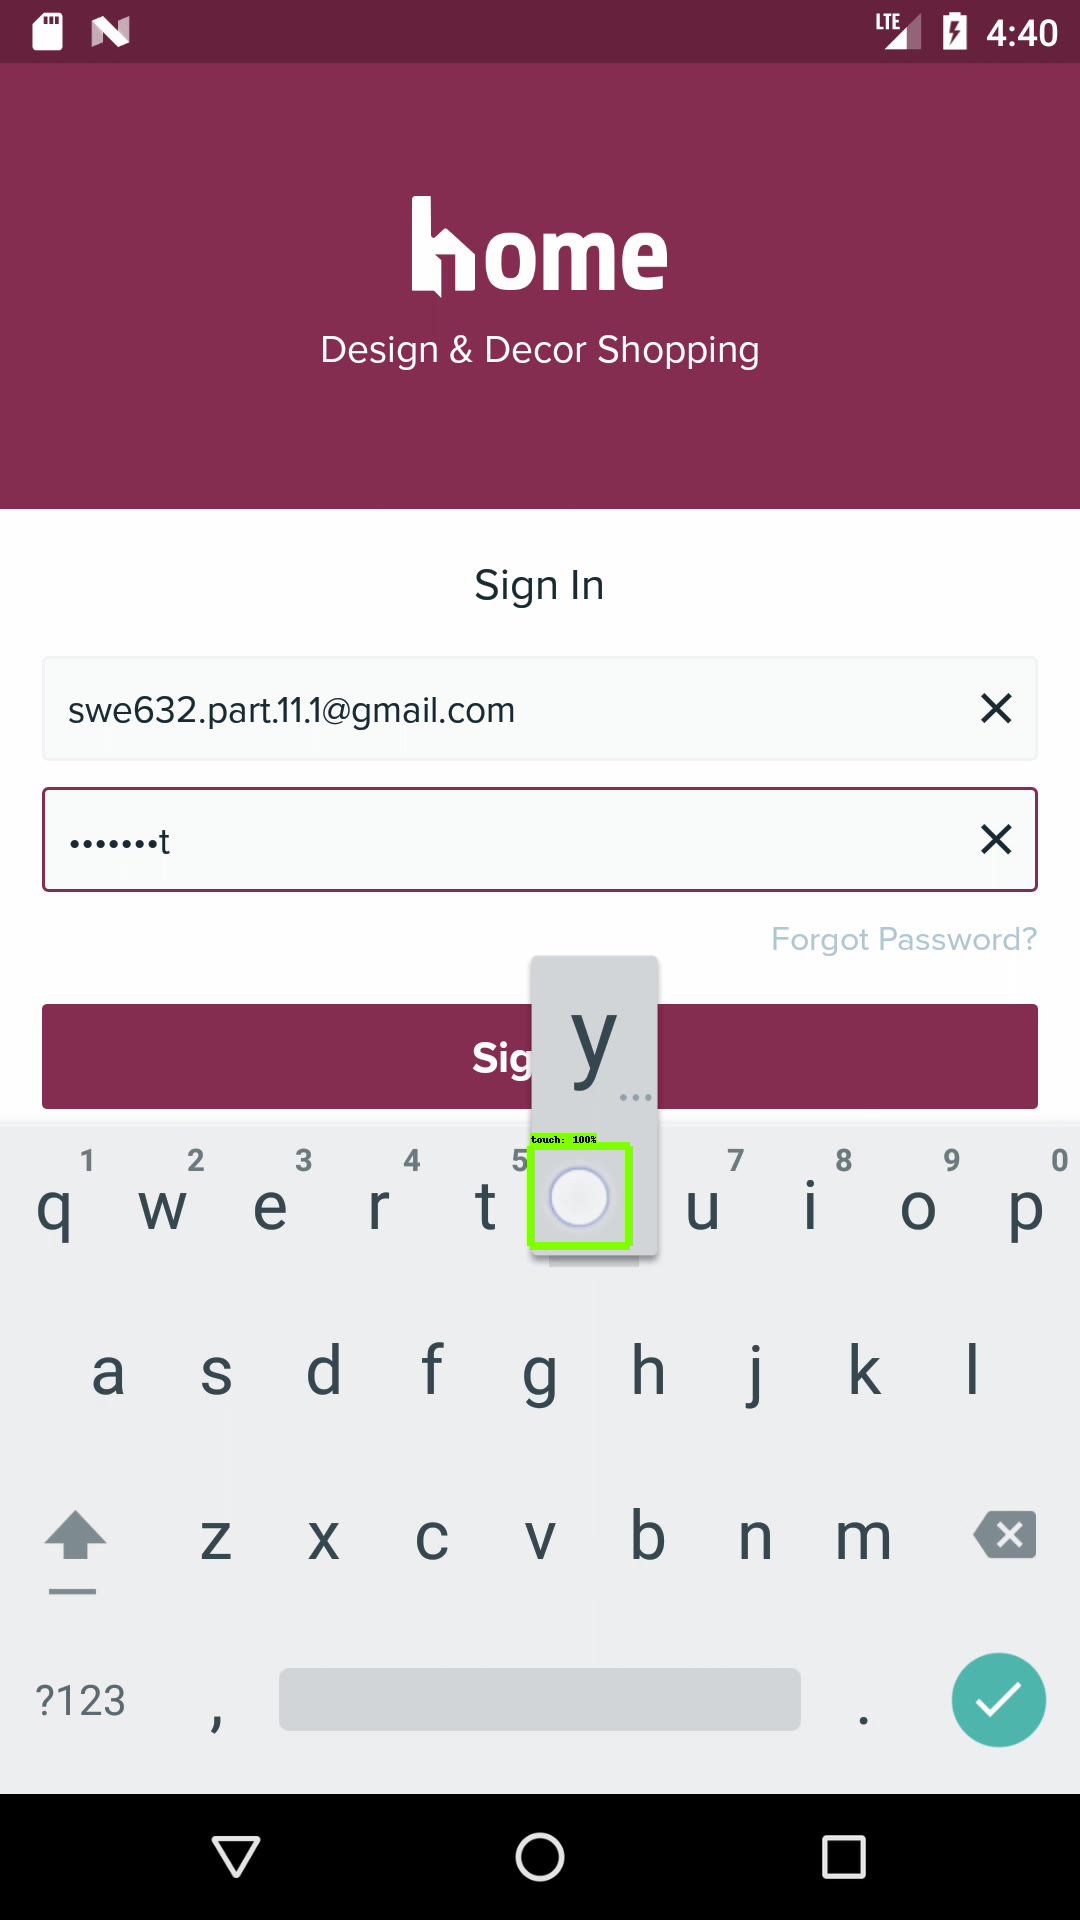 LTE 4:40
home
Design & Decor Shopping
Sign In
swe632.part.11.1@gmail.com
•••••••t
Forgot Password?
Sig
y
...
touch: 100%
1 2 3 4 5 7 8 9 0
q w e r t u i o p
a s d f g h j k l
z x c v b n m
?123 , .